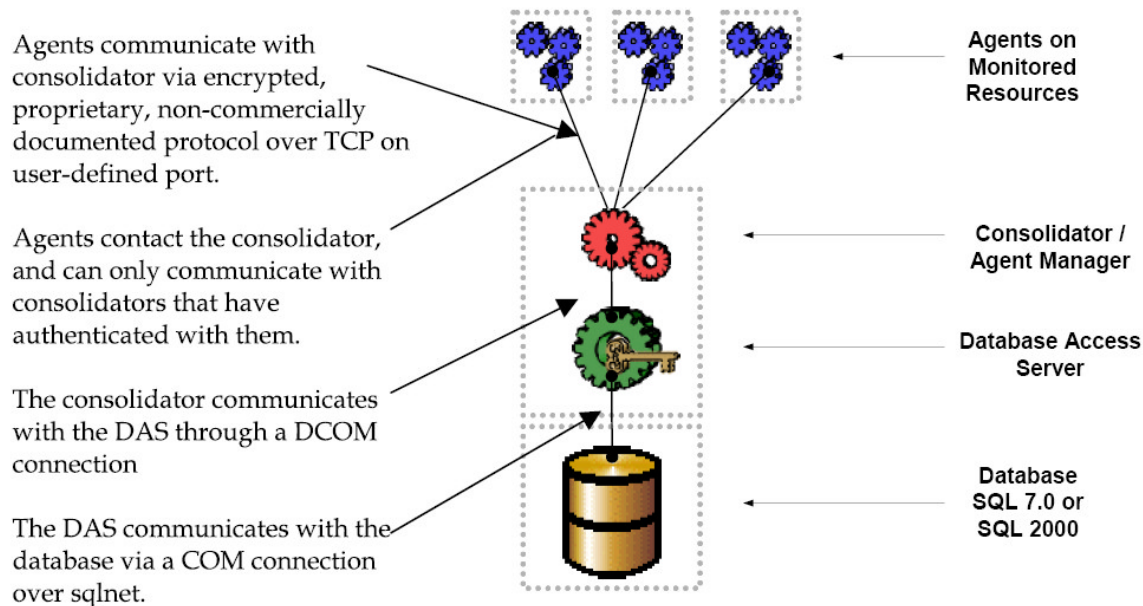 Agents communicate with
consolidator via encrypted,
proprietary, non-commercially
documented protocol over TCP on
user-defined port.
Agents contact the consolidator,
and can only communicate with
consolidators that have
authenticated with them.
The consolidator communicates
with the DAS through a DCOM
connection
The DAS communicates with the
database via a COM connection
over sqlnet.
Agents on
Monitored
Resources
Consolidator /
Agent Manager
Database Access
Server
Database
SQL 7.0 or
SQL 2000